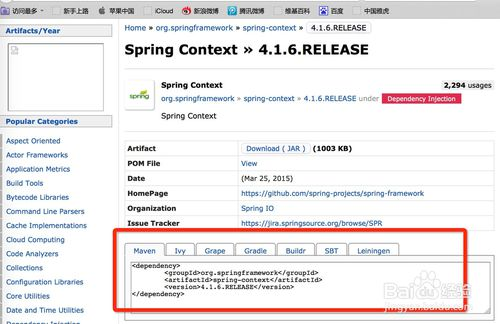 访问最多 新手上路 苹果中国 iCloud 新浪微博 腾讯微博 维基百科 百度 中国雅虎
Artifacts/Year
Popular Categories
Aspect Oriented
Actor Frameworks
Application Metrics
Build Tools
Bytecode Libraries
Command Line Parsers
Cache Implementations
Cloud Computing
Code Analyzers
Collections
Configuration Libraries
Core Utilities
Date and Time Utilities
Home » org.springframework » spring-context » 4.1.6.RELEASE
Spring Context » 4.1.6.RELEASE
spring
Spring Context
2,294 usages
org.springframework » spring-context » 4.1.6.RELEASE under Dependency Injection
Spring Context
Artifact Download ( JAR ) (1003 KB)
POM File View
Date (Mar 25, 2015)
HomePage https://github.com/spring-projects/spring-framework
Organization Spring IO
Issue Tracker https://jira.springsource.org/browse/SPR
Maven Ivy Grape Gradle Buildr SBT Leiningen
<dependency>
<groupId>org.springframework</groupId>
<artifactId>spring-context</artifactId>
<version>4.1.6.RELEASE</version>
</dependency>
Baidu 经验
jingyan.baidu.com